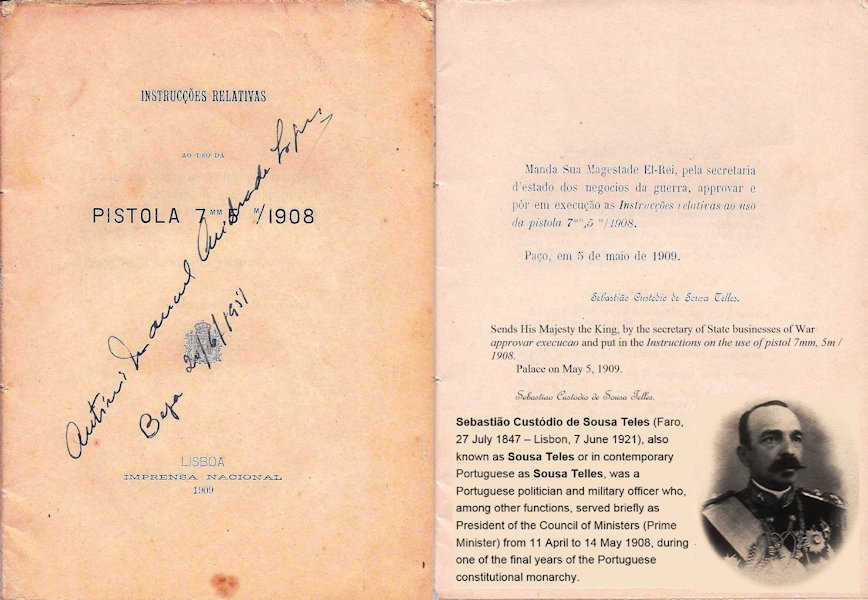 INSTRUCÇÕES RELATIVAS
AO USO DA
PISTOLA 7MM 5 M/1908
António Manuel Andrade Lopes
Beja 20/6/1951
LISBOA
IMPRENSA NACIONAL
1909
Manda Sua Magestade El-Rei, pela secretaria
d'estado dos negocios da guerra, approvar e
pôr em execução as Instrucções relativas ao uso
da pistola 7mm,5 m/1908.
Paço, em 5 de maio de 1909.
Sebastião Custodio de Sousa Telles.
Sends His Majesty the King, by the secretary of State businesses of War
approvar execucao and put in the Instructions on the use of pistol 7mm, 5m /
1908.
Palace on May 5, 1909.
Sebastiao Custodio de Sousa Telles.
Sebastião Custódio de Sousa Teles (Faro,
27 July 1847 – Lisbon, 7 June 1921), also
known as Sousa Teles or in contemporary
Portuguese as Sousa Telles, was a
Portuguese politician and military officer who,
among other functions, served briefly as
President of the Council of Ministers (Prime
Minister) from 11 April to 14 May 1908, during
one of the final years of the Portuguese
constitutional monarchy.